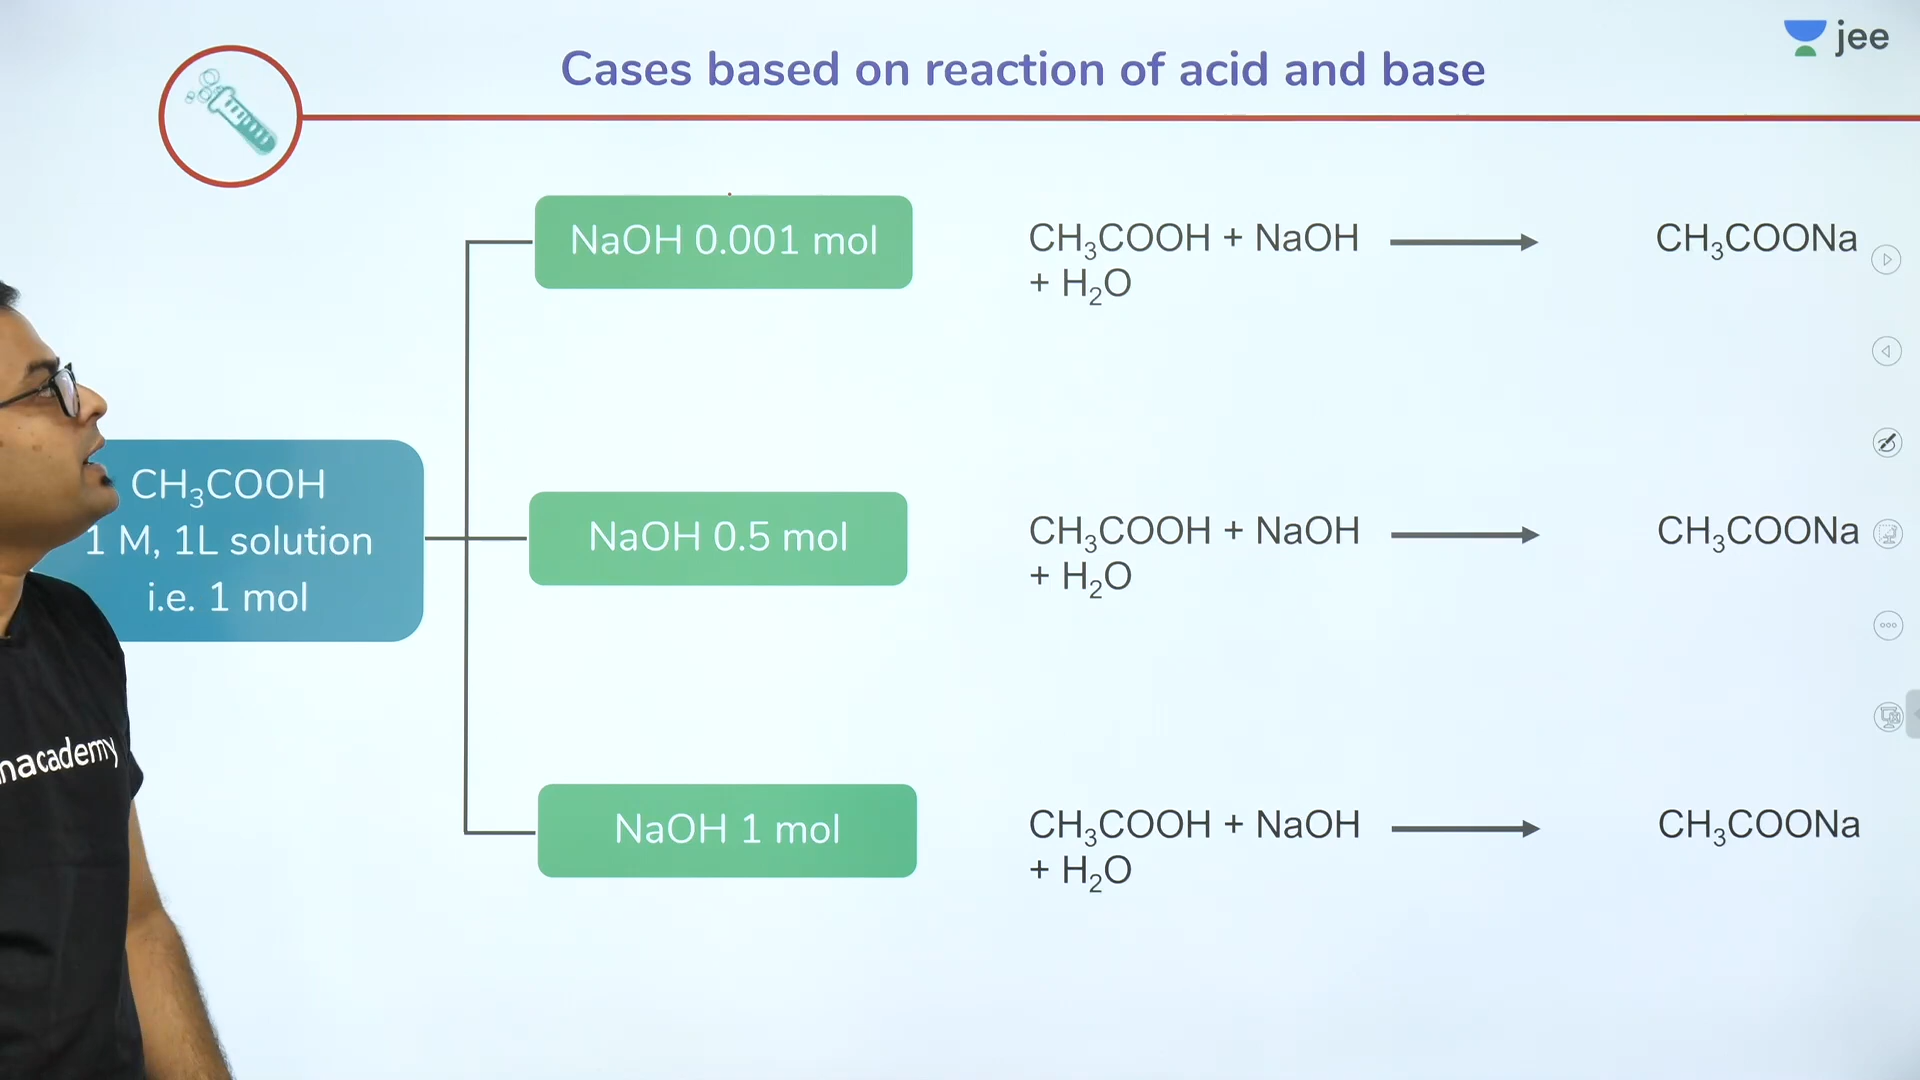 jee
Cases based on reaction of acid and base
NaOH 0.001 mol
CH₃COOH + NaOH
CH₃COONa
+ H₂O
CH₃COOH
1 M, 1L solution
i.e. 1 mol
NaOH 0.5 mol
CH₃COOH + NaOH
CH₃COONa
+ H₂O
NaOH 1 mol
CH₃COOH + NaOH
CH₃COONa
+ H₂O
nacademy